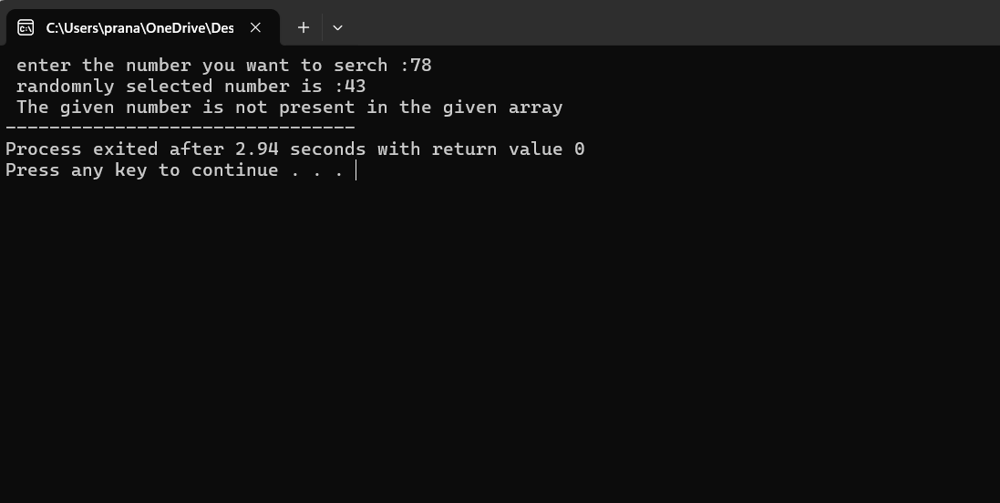 C:\Users\prana\OneDrive\Des
enter the number you want to serch :78
randomnly selected number is :43
The given number is not present in the given array
--------------------------------
Process exited after 2.94 seconds with return value 0
Press any key to continue . . .